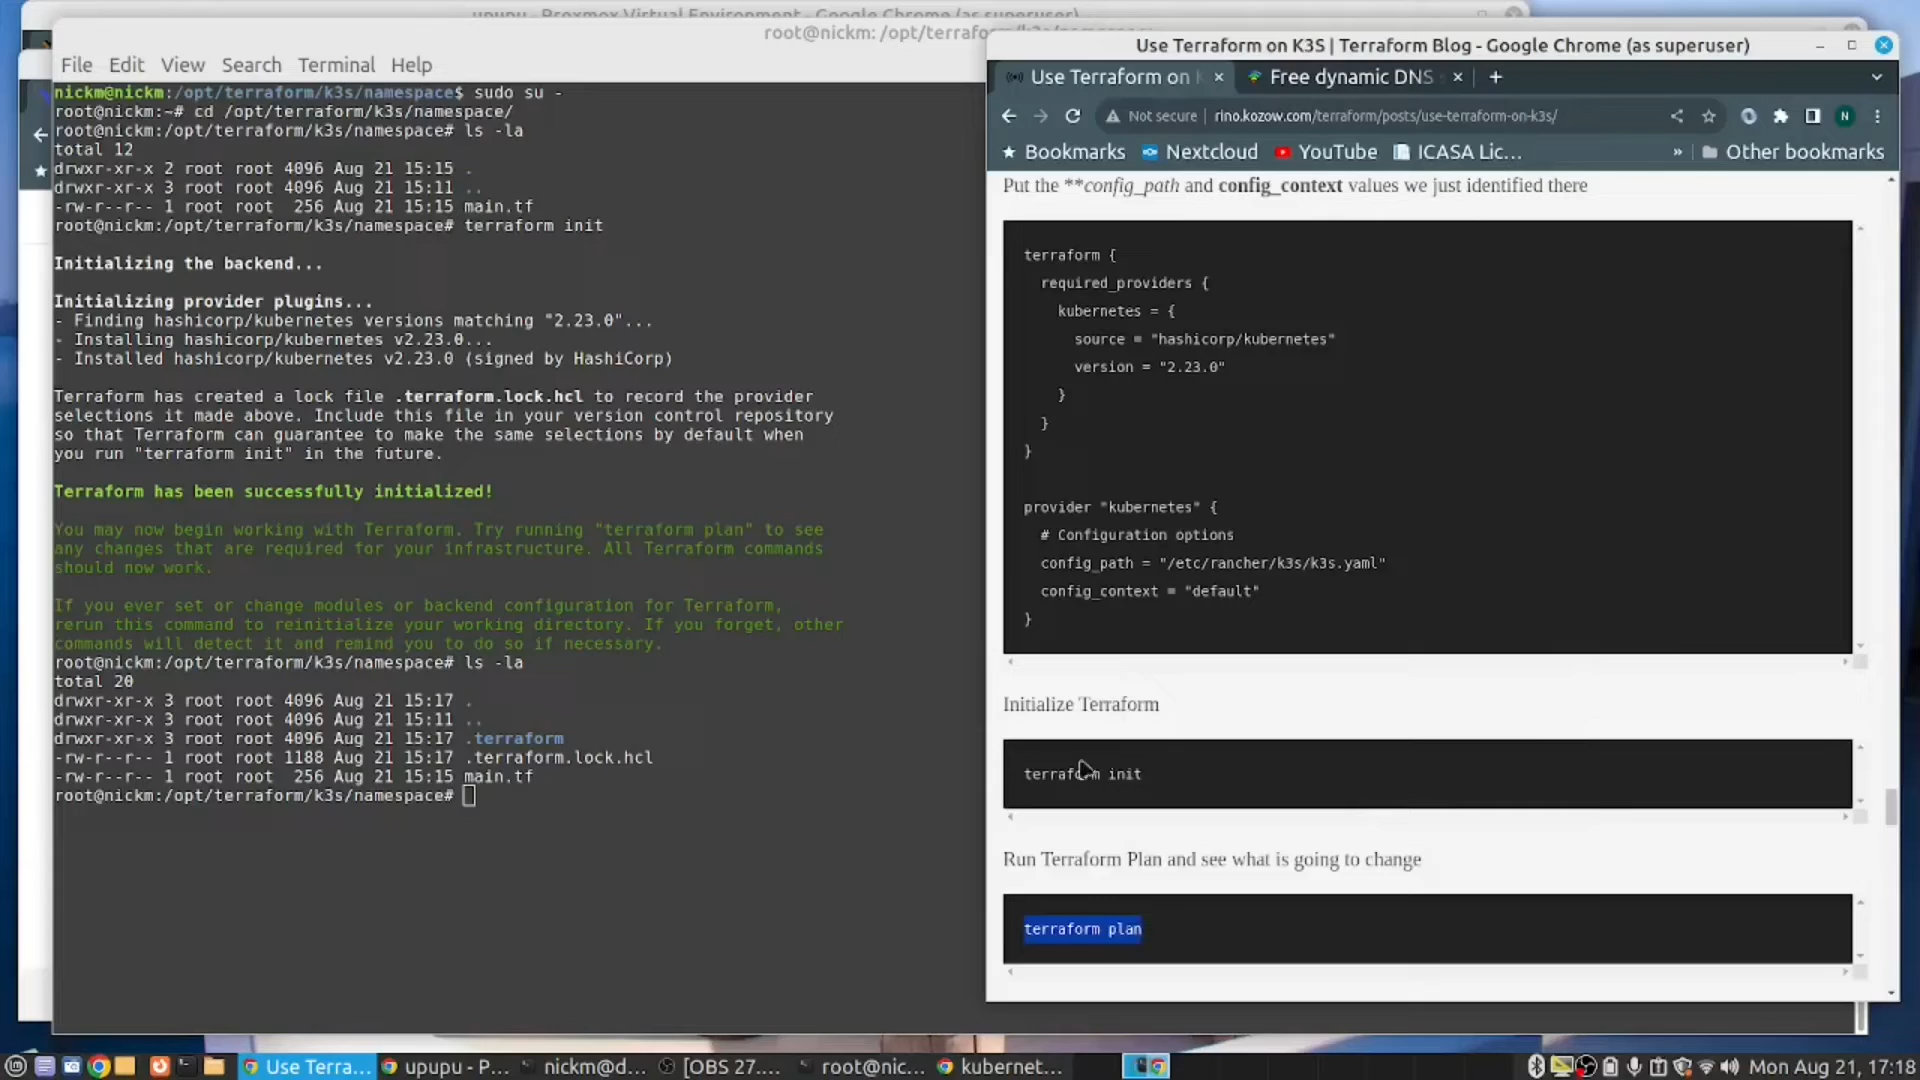 upupu - Proxmox Virtual Environment - Google Chrome (as superuser)
root@nickm: /opt/terraform/k3s/namespace
File Edit View Search Terminal Help
nickm@nickm:/opt/terraform/k3s/namespace$ sudo su -
root@nickm:~# cd /opt/terraform/k3s/namespace/
root@nickm:/opt/terraform/k3s/namespace# ls -la
total 12
drwxr-xr-x 2 root root 4096 Aug 21 15:15 .
drwxr-xr-x 3 root root 4096 Aug 21 15:11 ..
-rw-r--r-- 1 root root  256 Aug 21 15:15 main.tf
root@nickm:/opt/terraform/k3s/namespace# terraform init
Initializing the backend...
Initializing provider plugins...
- Finding hashicorp/kubernetes versions matching "2.23.0"...
- Installing hashicorp/kubernetes v2.23.0...
- Installed hashicorp/kubernetes v2.23.0 (signed by HashiCorp)
Terraform has created a lock file .terraform.lock.hcl to record the provider
selections it made above. Include this file in your version control repository
so that Terraform can guarantee to make the same selections by default when
you run "terraform init" in the future.
Terraform has been successfully initialized!
You may now begin working with Terraform. Try running "terraform plan" to see
any changes that are required for your infrastructure. All Terraform commands
should now work.
If you ever set or change modules or backend configuration for Terraform,
rerun this command to reinitialize your working directory. If you forget, other
commands will detect it and remind you to do so if necessary.
root@nickm:/opt/terraform/k3s/namespace# ls -la
total 20
drwxr-xr-x 3 root root 4096 Aug 21 15:17 .
drwxr-xr-x 3 root root 4096 Aug 21 15:11 ..
drwxr-xr-x 3 root root 4096 Aug 21 15:17 .terraform
-rw-r--r-- 1 root root 1188 Aug 21 15:17 .terraform.lock.hcl
-rw-r--r-- 1 root root  256 Aug 21 15:15 main.tf
root@nickm:/opt/terraform/k3s/namespace#
Use Terraform on K3S | Terraform Blog - Google Chrome (as superuser)
Use Terraform on
Free dynamic DNS
Not secure rino.kozow.com/terraform/posts/use-terraform-on-k3s/
N
Bookmarks Nextcloud YouTube ICASA Lic... » Other bookmarks
Put the **config_path and config_context values we just identified there
terraform {
  required_providers {
    kubernetes = {
      source = "hashicorp/kubernetes"
      version = "2.23.0"
    }
  }
}
provider "kubernetes" {
  # Configuration options
  config_path = "/etc/rancher/k3s/k3s.yaml"
  config_context = "default"
}
Initialize Terraform
terraform init
Run Terraform Plan and see what is going to change
terraform plan
Use Terra... upupu - P... nickm@d... [OBS 27.... root@nic... kubernet... Mon Aug 21, 17:18